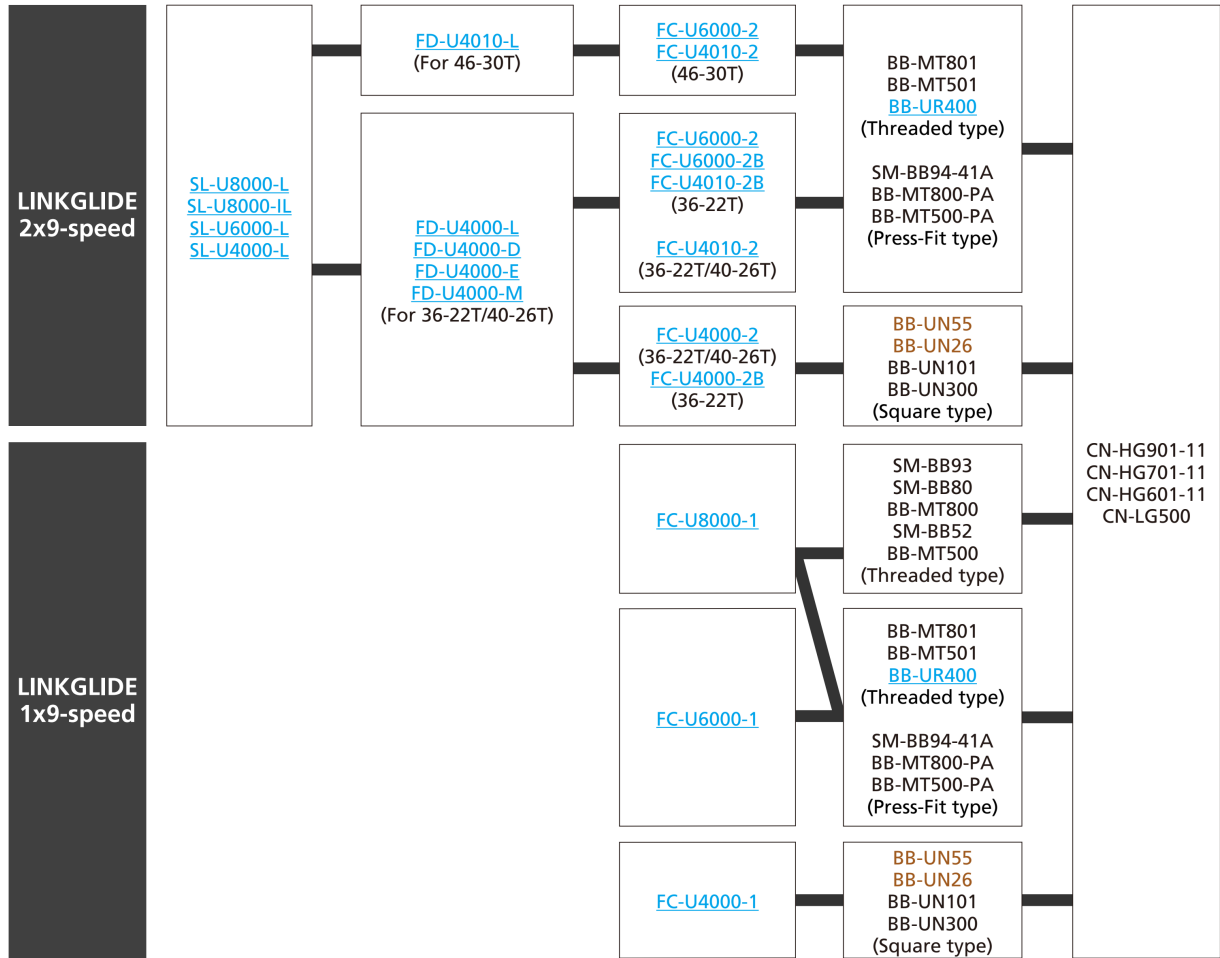 LINKGLIDE
2x9-speed
SL-U8000-L
SL-U8000-IL
SL-U6000-L
SL-U4000-L
FD-U4010-L
(For 46-30T)
FD-U4000-L
FD-U4000-D
FD-U4000-E
FD-U4000-M
(For 36-22T/40-26T)
FC-U6000-2
FC-U4010-2
(46-30T)
FC-U6000-2
FC-U6000-2B
FC-U4010-2B
(36-22T)
FC-U4010-2
(36-22T/40-26T)
FC-U4000-2
(36-22T/40-26T)
FC-U4000-2B
(36-22T)
BB-MT801
BB-MT501
BB-UR400
(Threaded type)
SM-BB94-41A
BB-MT800-PA
BB-MT500-PA
(Press-Fit type)
BB-UN55
BB-UN26
BB-UN101
BB-UN300
(Square type)
LINKGLIDE
1x9-speed
FC-U8000-1
FC-U6000-1
FC-U4000-1
SM-BB93
SM-BB80
BB-MT800
SM-BB52
BB-MT500
(Threaded type)
BB-MT801
BB-MT501
BB-UR400
(Threaded type)
SM-BB94-41A
BB-MT800-PA
BB-MT500-PA
(Press-Fit type)
BB-UN55
BB-UN26
BB-UN101
BB-UN300
(Square type)
CN-HG901-11
CN-HG701-11
CN-HG601-11
CN-LG500